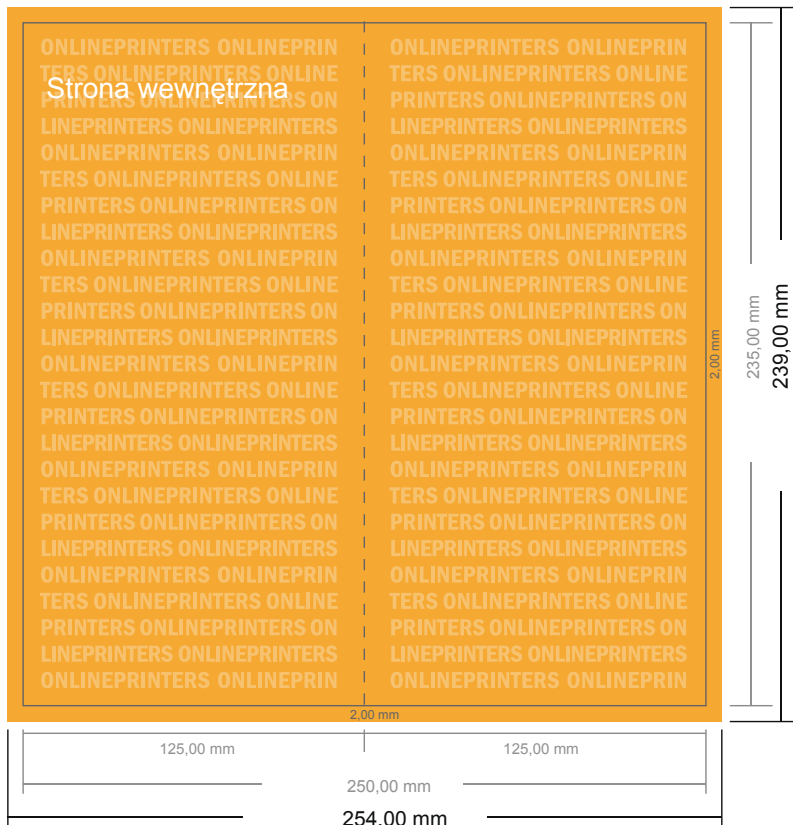 ONLINEPRINTERS ONLINEPRIN
TERS ONLINEPRINTERS ONLINE
Strona wewnętrzna
PRINTERS ONLINEPRINTERS ON
LINEPRINTERS ONLINEPRINTERS
ONLINEPRINTERS ONLINEPRIN
TERS ONLINEPRINTERS ONLINE
PRINTERS ONLINEPRINTERS ON
LINEPRINTERS ONLINEPRINTERS
ONLINEPRINTERS ONLINEPRIN
TERS ONLINEPRINTERS ONLINE
PRINTERS ONLINEPRINTERS ON
LINEPRINTERS ONLINEPRINTERS
ONLINEPRINTERS ONLINEPRIN
TERS ONLINEPRINTERS ONLINE
PRINTERS ONLINEPRINTERS ON
LINEPRINTERS ONLINEPRINTERS
ONLINEPRINTERS ONLINEPRIN
TERS ONLINEPRINTERS ONLINE
PRINTERS ONLINEPRINTERS ON
LINEPRINTERS ONLINEPRINTERS
ONLINEPRINTERS ONLINEPRIN
TERS ONLINEPRINTERS ONLINE
PRINTERS ONLINEPRINTERS ON
LINEPRINTERS ONLINEPRINTERS
ONLINEPRINTERS ONLINEPRIN
ONLINEPRINTERS ONLINEPRIN
TERS ONLINEPRINTERS ONLINE
PRINTERS ONLINEPRINTERS ON
LINEPRINTERS ONLINEPRINTERS
ONLINEPRINTERS ONLINEPRIN
TERS ONLINEPRINTERS ONLINE
PRINTERS ONLINEPRINTERS ON
LINEPRINTERS ONLINEPRINTERS
ONLINEPRINTERS ONLINEPRIN
TERS ONLINEPRINTERS ONLINE
PRINTERS ONLINEPRINTERS ON
LINEPRINTERS ONLINEPRINTERS
ONLINEPRINTERS ONLINEPRIN
TERS ONLINEPRINTERS ONLINE
PRINTERS ONLINEPRINTERS ON
LINEPRINTERS ONLINEPRINTERS
ONLINEPRINTERS ONLINEPRIN
TERS ONLINEPRINTERS ONLINE
PRINTERS ONLINEPRINTERS ON
LINEPRINTERS ONLINEPRINTERS
ONLINEPRINTERS ONLINEPRIN
TERS ONLINEPRINTERS ONLINE
PRINTERS ONLINEPRINTERS ON
LINEPRINTERS ONLINEPRINTERS
ONLINEPRINTERS ONLINEPRIN
2,00 mm
235,00 mm
239,00 mm
2,00 mm
125,00 mm
125,00 mm
250,00 mm
254,00 mm